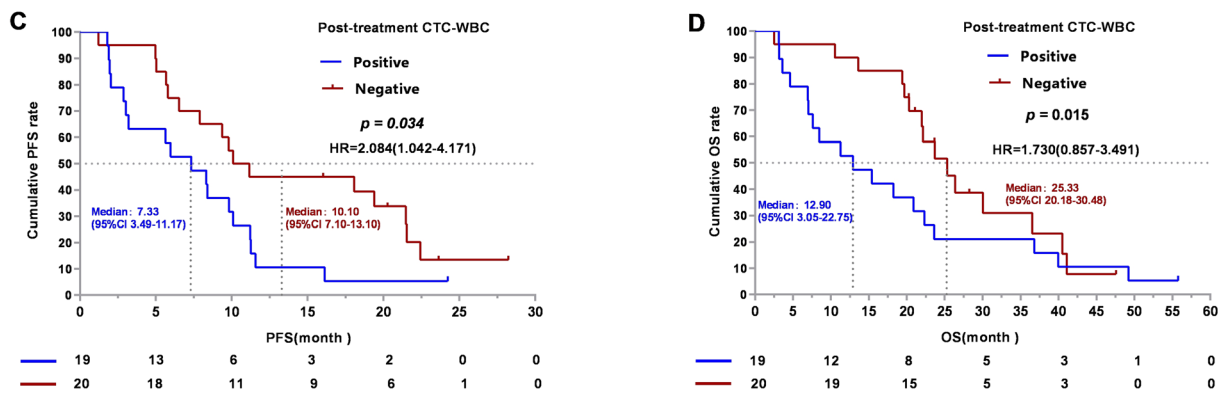 C
Post-treatment CTC-WBC
Positive
Negative
p = 0.034
HR=2.084(1.042-4.171)
Median: 7.33
(95%CI 3.49-11.17)
Median: 10.10
(95%CI 7.10-13.10)
Cumulative PFS rate
100
90
80
70
60
50
40
30
20
10
0
0 5 10 15 20 25 30
PFS(month )
19 13 6 3 2 0 0
20 18 11 9 6 1 0
D
Post-treatment CTC-WBC
Positive
Negative
p = 0.015
HR=1.730(0.857-3.491)
Median: 12.90
(95%CI 3.05-22.75)
Median: 25.33
(95%CI 20.18-30.48)
Cumulative OS rate
100
90
80
70
60
50
40
30
20
10
0
0 5 10 15 20 25 30 35 40 45 50 55 60
OS(month )
19 12 8 5 3 1 0
20 19 15 5 3 0 0